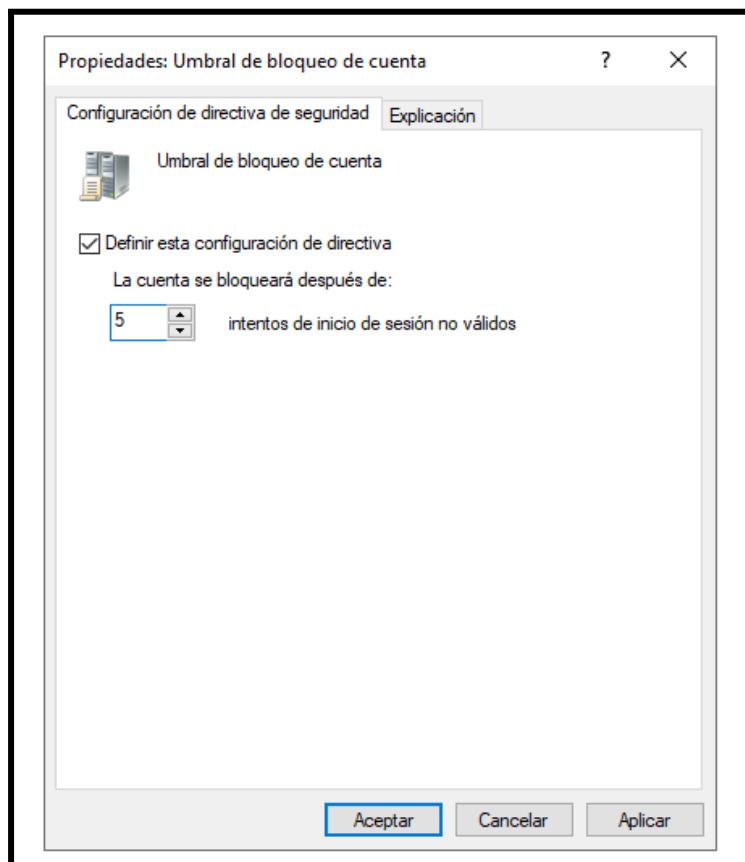 Propiedades: Umbral de bloqueo de cuenta
?
Configuración de directiva de seguridad Explicación
Umbral de bloqueo de cuenta
Definir esta configuración de directiva
La cuenta se bloqueará después de:
5 intentos de inicio de sesión no válidos
Aceptar Cancelar Aplicar